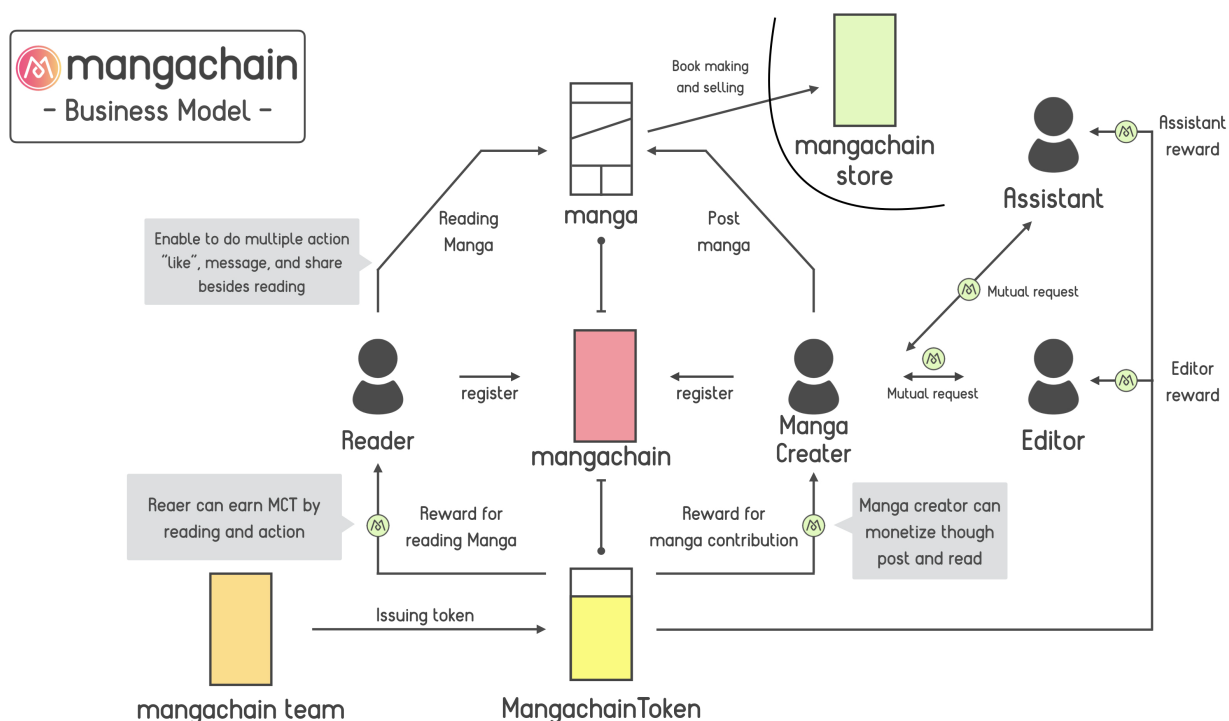 mangachain
- Business Model -
Book making
and selling
mangachain
store
Assistant
Assistant
reward
manga
Reading
Manga
Post
manga
Enable to do multiple action
"like", message, and share
besides reading
Mutual request
Reader
register
mangachain
register
Manga
Creater
Mutual request
Editor
Editor
reward
Reaer can earn MCT by
reading and action
Reward for
reading Manga
Reward for
manga contribution
Manga creator can
monetize though
post and read
Issuing token
mangachain team
MangachainToken